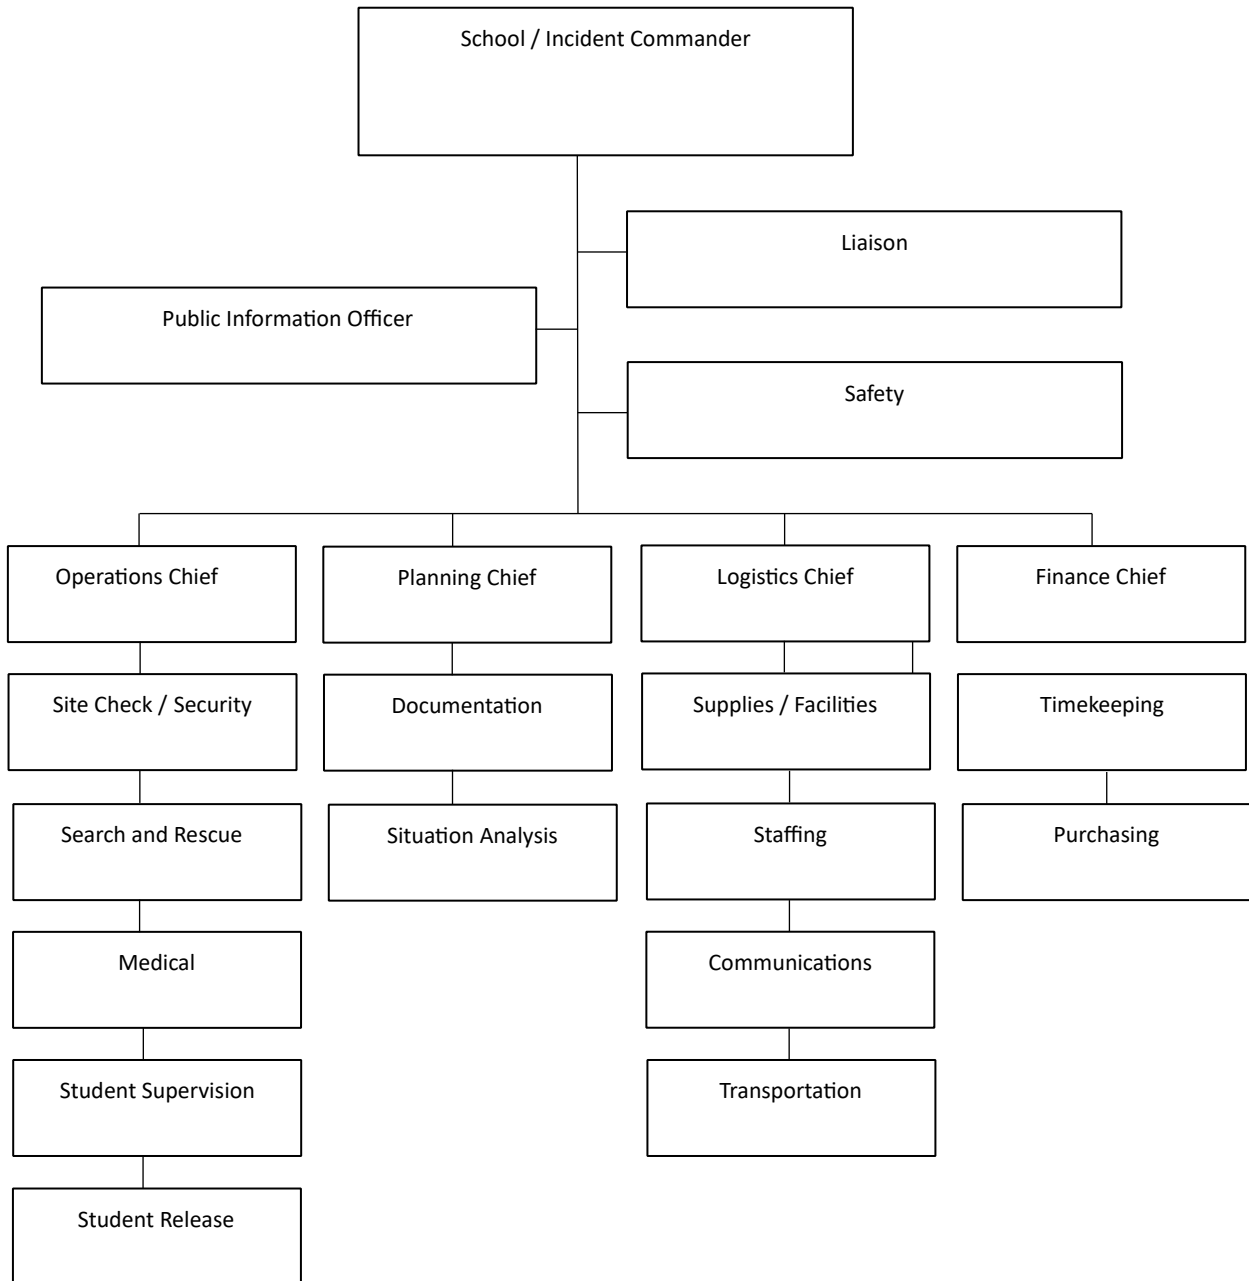 School / Incident Commander
Liaison
Public Information Officer
Safety
Operations Chief
Planning Chief
Logistics Chief
Finance Chief
Site Check / Security
Documentation
Supplies / Facilities
Timekeeping
Search and Rescue
Situation Analysis
Staffing
Purchasing
Medical
Communications
Student Supervision
Transportation
Student Release